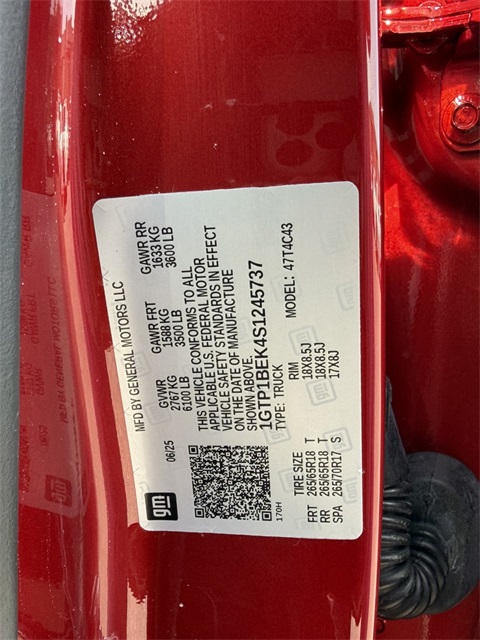 gm
MFD BY GENERAL MOTORS LLC
06/25
GVWR GAWR FRT GAWR RR
2767 KG 1588 KG 1633 KG
6100 LB 3500 LB 3600 LB
THIS VEHICLE CONFORMS TO ALL
APPLICABLE U.S. FEDERAL MOTOR
VEHICLE SAFETY STANDARDS IN EFFECT
ON THE DATE OF MANUFACTURE
SHOWN ABOVE.
1GTP1BEK4S1245737
TYPE: TRUCK MODEL: 47T4C43
170H
TIRE SIZE RIM
FRT 265/65R18 T 18X8.5J
RR 265/65R18 T 18X8.5J
SPA 265/70R17 S 17X8J